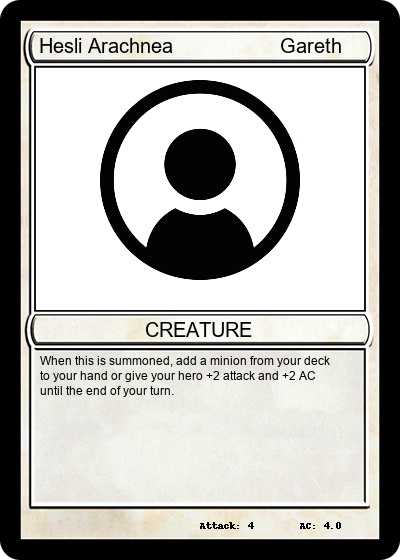 Hesli Arachnea Gareth
CREATURE
When this is summoned, add a minion from your deck
to your hand or give your hero +2 attack and +2 AC
until the end of your turn.
Attack: 4 AC: 4.0